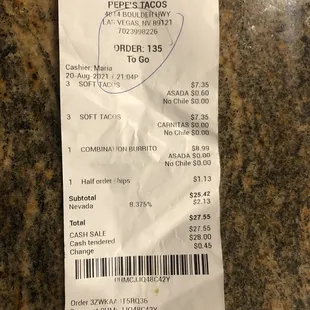 PEPE'S TACOS
4814 BOULDER HWY
LAS VEGAS, NV 89121
7023998226
ORDER: 135
To Go
Cashier: Maria
20-Aug-2021 / 21:04P
3 SOFT TACOS $7.35
ASADA $0.60
No Chile $0.00
3 SOFT TACOS $7.35
CARNITAS $0.00
No Chile $0.00
1 COMBINATION BURRITO $8.99
ASADA $0.00
No Chile $0.00
1 Half order chips $1.13
Subtotal $25.42
Nevada 8.375% $2.13
Total $27.55
CASH SALE $27.55
Cash tendered $28.00
Change $0.45
Order